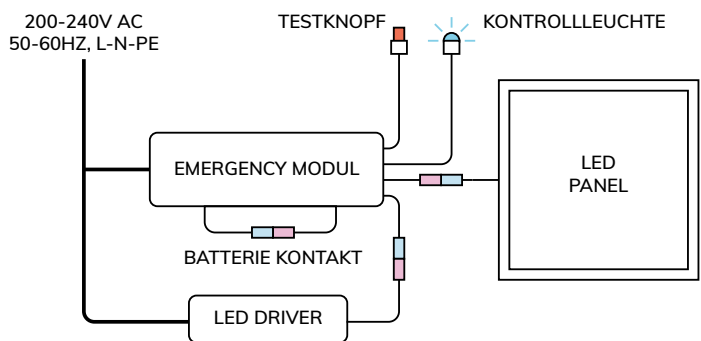 200-240V AC
50-60HZ, L-N-PE
TESTKNOPF
KONTROLLLEUCHTE
EMERGENCY MODUL
LED
PANEL
BATTERIE KONTAKT
LED DRIVER